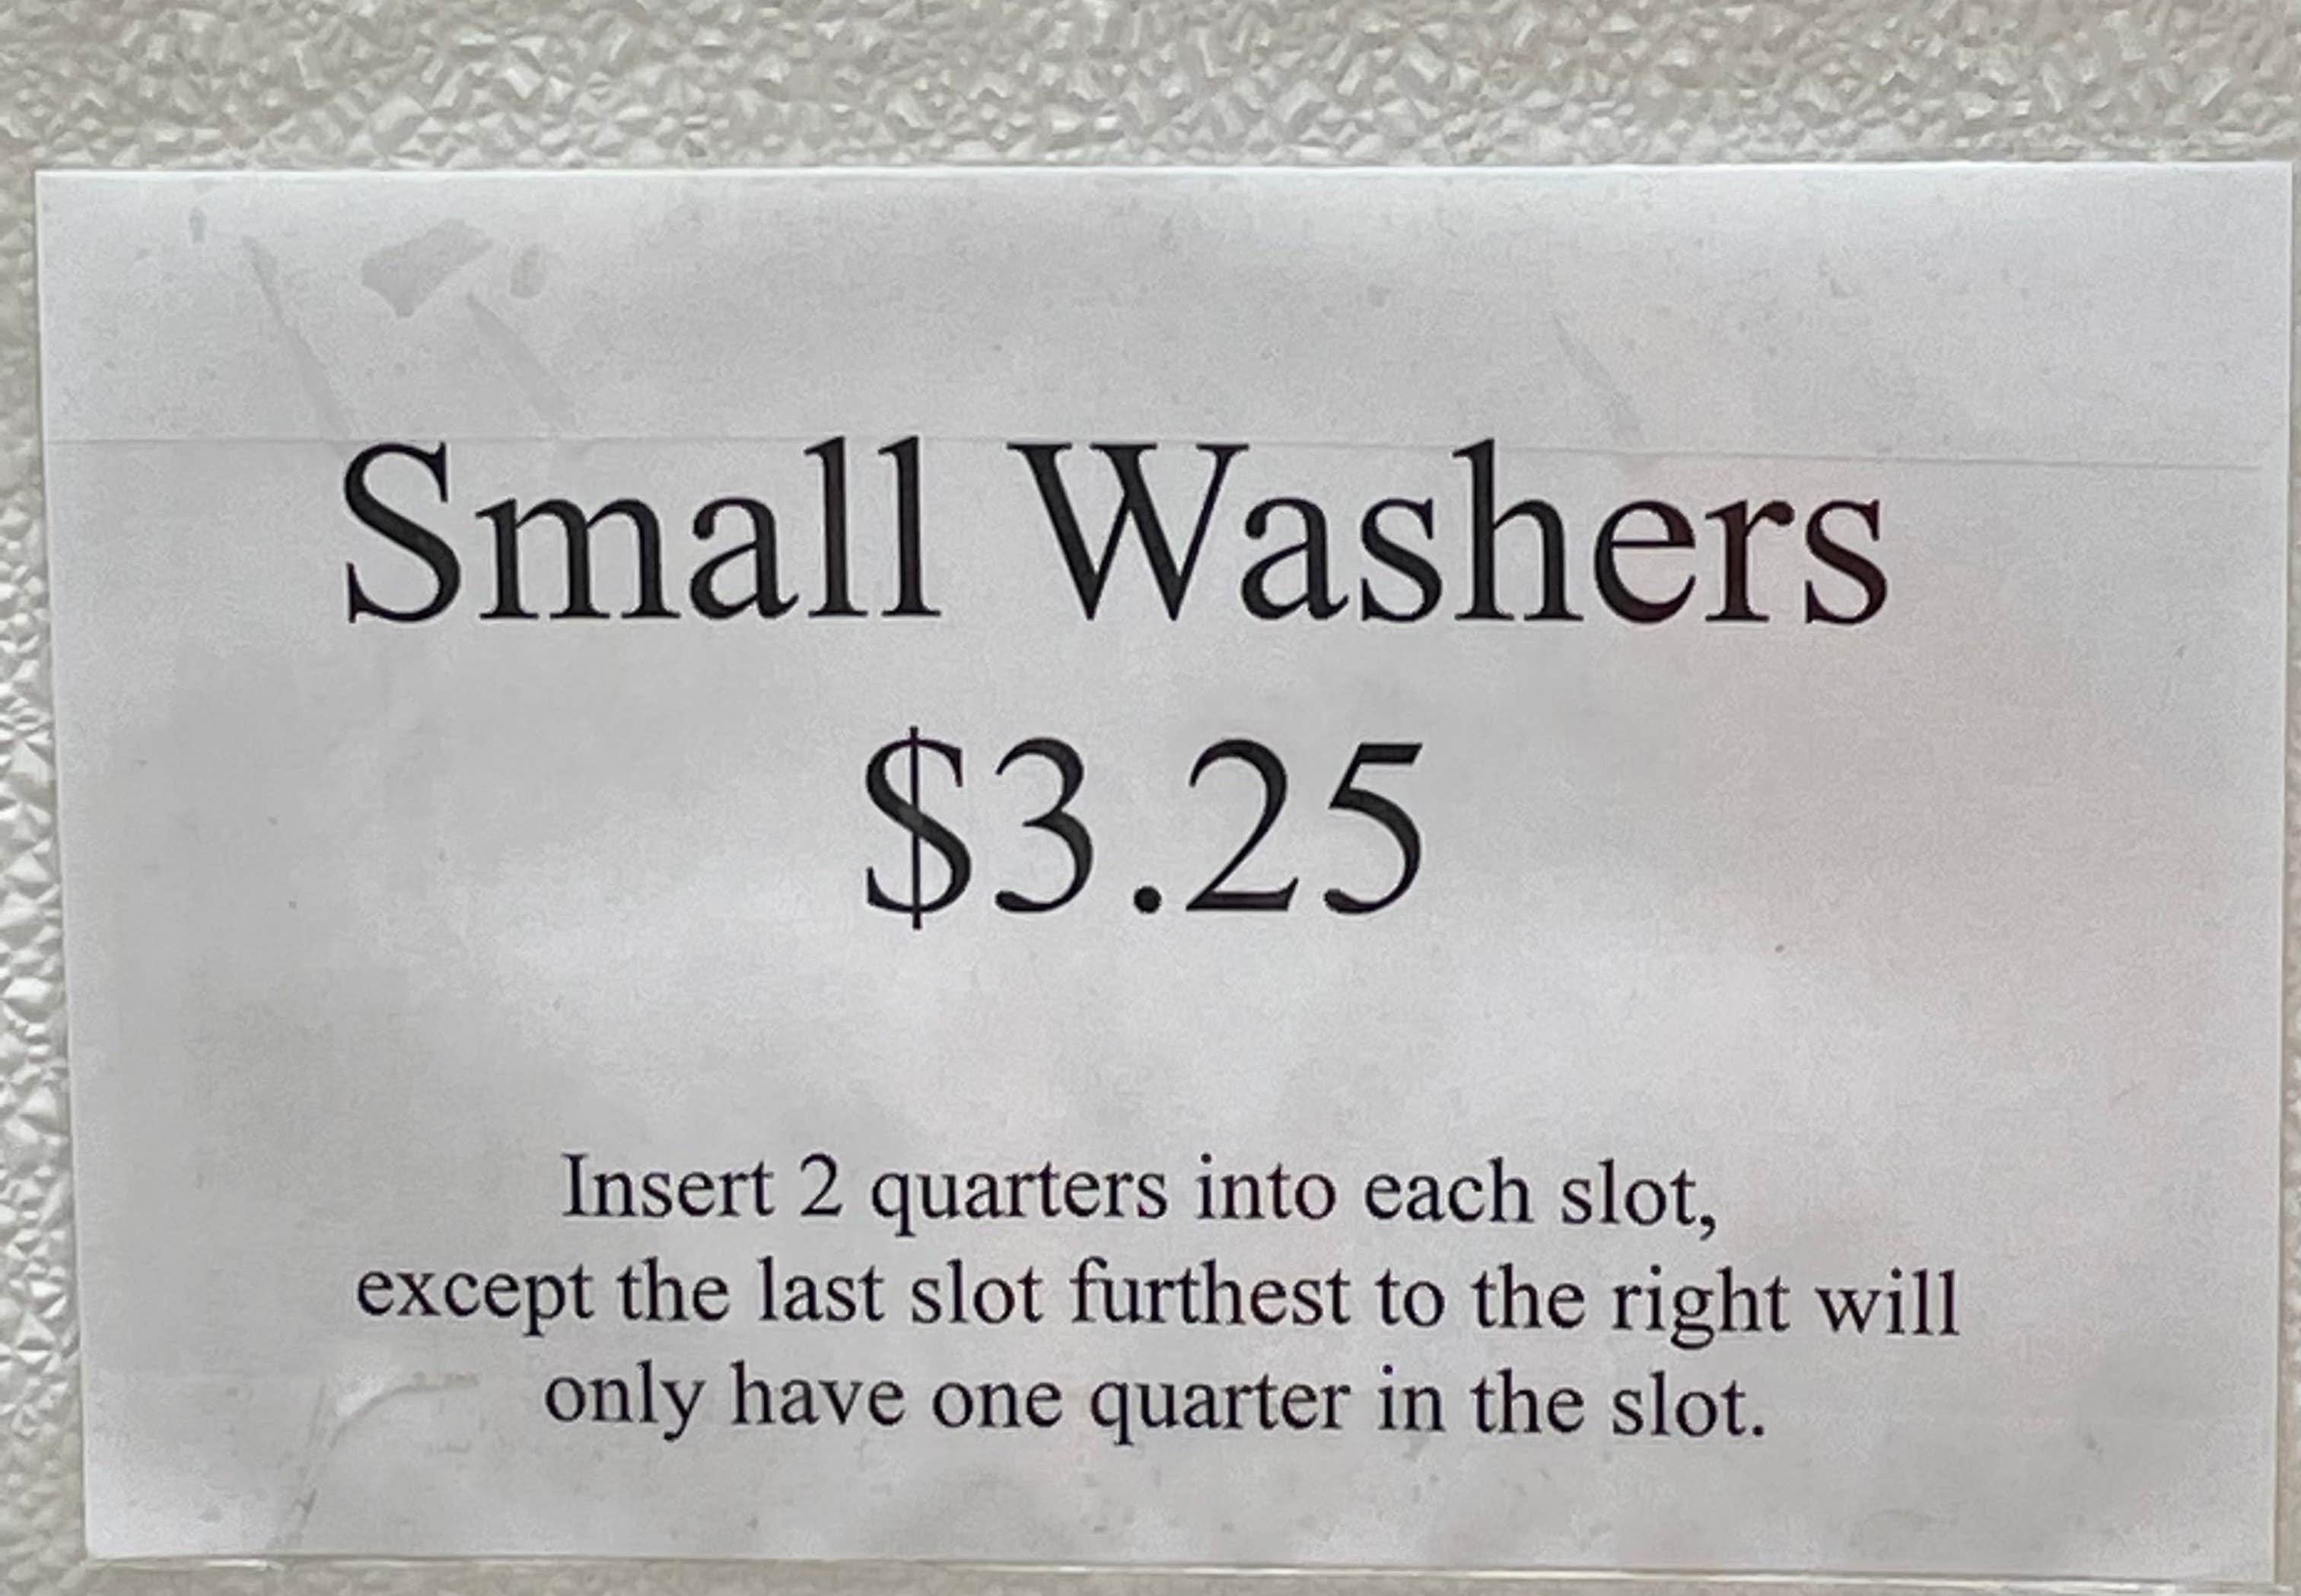 Small Washers
$3.25
Insert 2 quarters into each slot,
except the last slot furthest to the right will
only have one quarter in the slot.